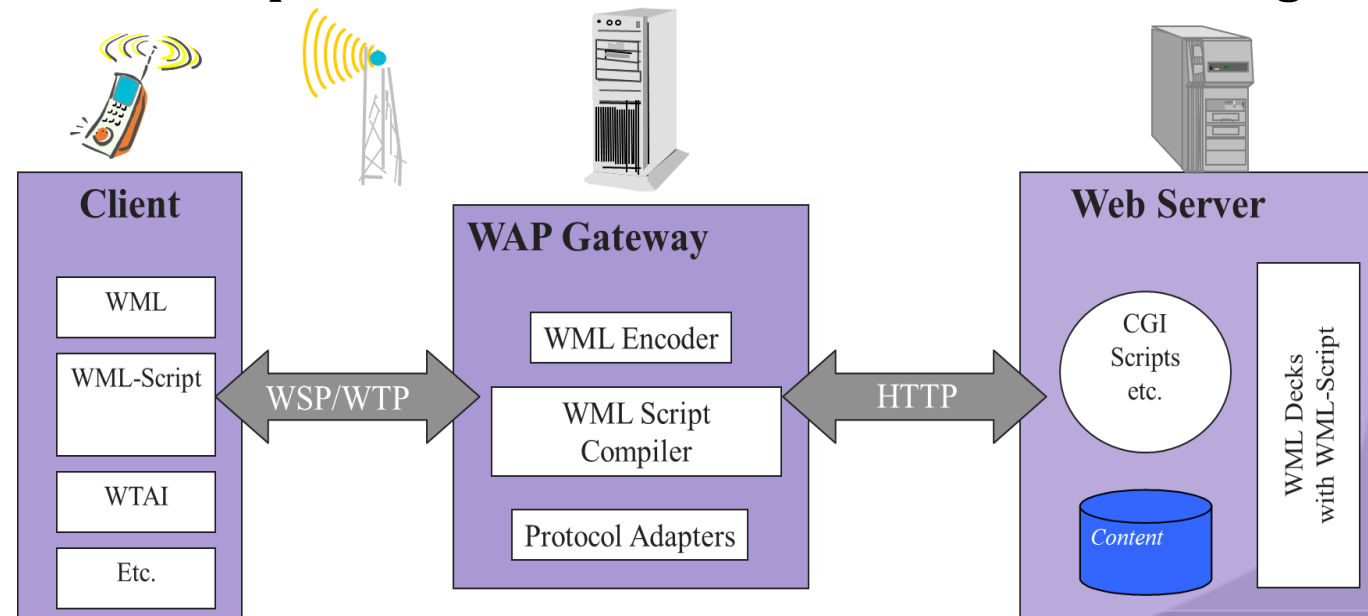 Client
WML
WML-Script
WTAI
Etc.
WSP/WTP
WAP Gateway
WML Encoder
WML Script
Compiler
Protocol Adapters
HTTP
Web Server
CGI
Scripts
etc.
Content
WML Decks
with WML-Script